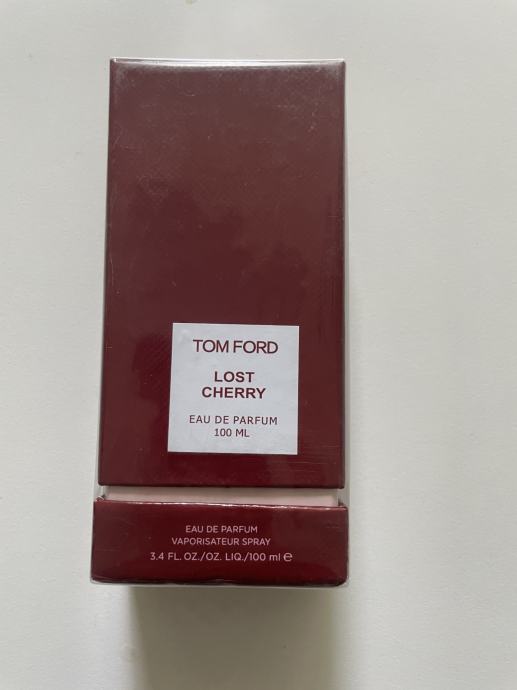 TOM FORD
LOST
CHERRY
EAU DE PARFUM
100 ML
EAU DE PARFUM
VAPORISATEUR SPRAY
3.4 FL. OZ./OZ. LIQ./100 ml ℮